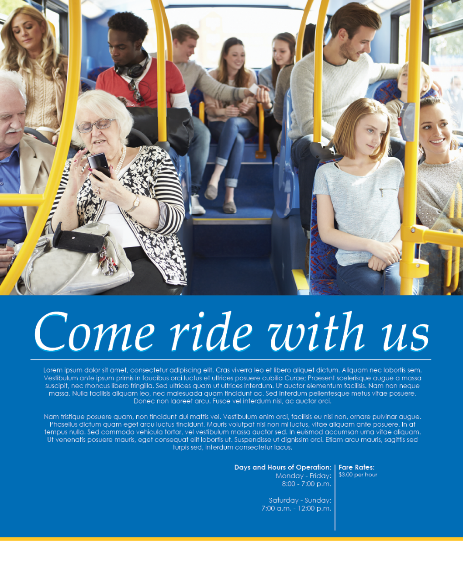 Come ride with us
Lorem ipsum dolor sit amet, consectetur adipiscing elit. Cras viverra leo et libero aliquet dictum. Aliquam nec lobortis sem.
Vestibulum ante ipsum primis in faucibus orci luctus et ultrices posuere cubilia Curae; Praesent scelerisque augue a massa
suscipit, nec rhoncus libero fringilla. Sed ultrices quam ut ultrices interdum. Ut auctor elementum facilisis. Nam non neque
massa. Nulla facilisis aliquam leo, nec malesuada quam tincidunt ac. Sed interdum pellentesque metus vitae posuere.
Donec non laoreet arcu. Fusce vel interdum nisi, ac auctor orci.
Nam tristique posuere quam, non tincidunt dui mattis vel. Vestibulum enim orci, facilisis eu nisi non, ornare pulvinar augue.
Phasellus dictum quam eget arcu luctus tincidunt. Mauris volutpat nisl non mi luctus, vitae aliquam ante posuere. In at
tempus nulla. Sed commodo vehicula tortor, vel vestibulum massa auctor sed. In euismod accumsan urna vitae aliquam.
Ut venenatis posuere mauris, eget consequat elit lobortis ut. Suspendisse ut dignissim orci. Etiam arcu mauris, sagittis sed
turpis sed, interdum consectetur lacus.
Days and Hours of Operation: Fare Rates:
Monday - Friday: $3.00 per hour
8:00 - 7:00 p.m.
Saturday - Sunday:
7:00 a.m. - 12:00 p.m.